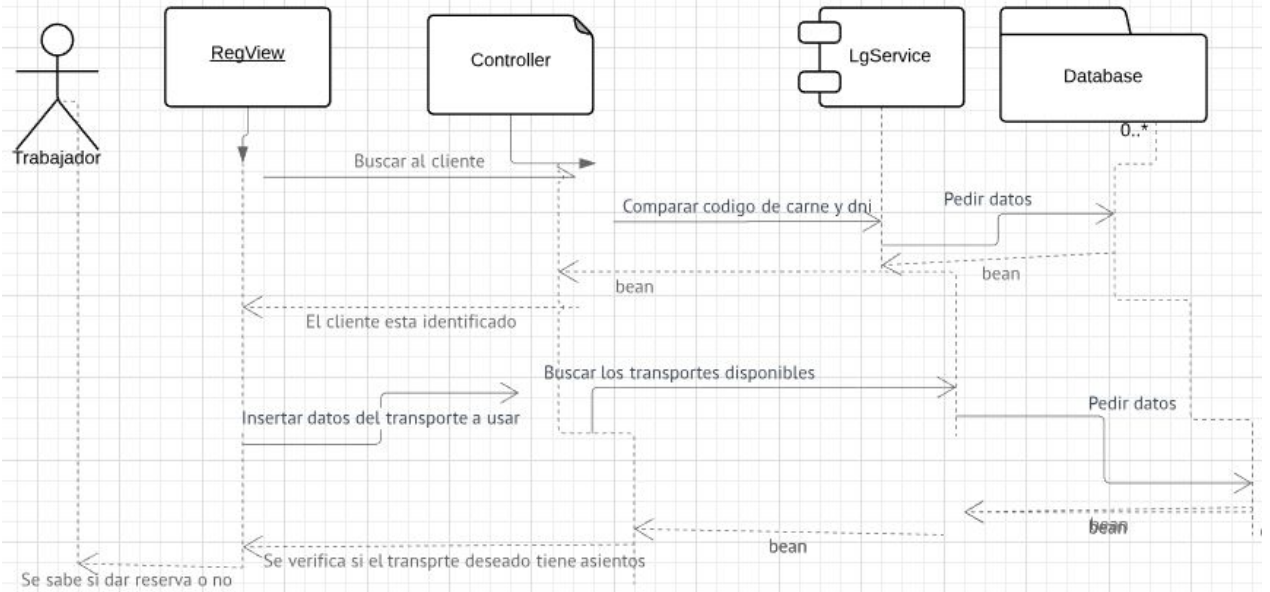 RegView
Controller
LgService
Database
0..*
Trabajador
Buscar al cliente
Comparar codigo de carne y dni
Pedir datos
bean
bean
El cliente esta identificado
Buscar los transportes disponibles
Insertar datos del transporte a usar
Pedir datos
bean
bean
bean
Se verifica si el transprte deseado tiene asientos
Se sabe si dar reserva o no